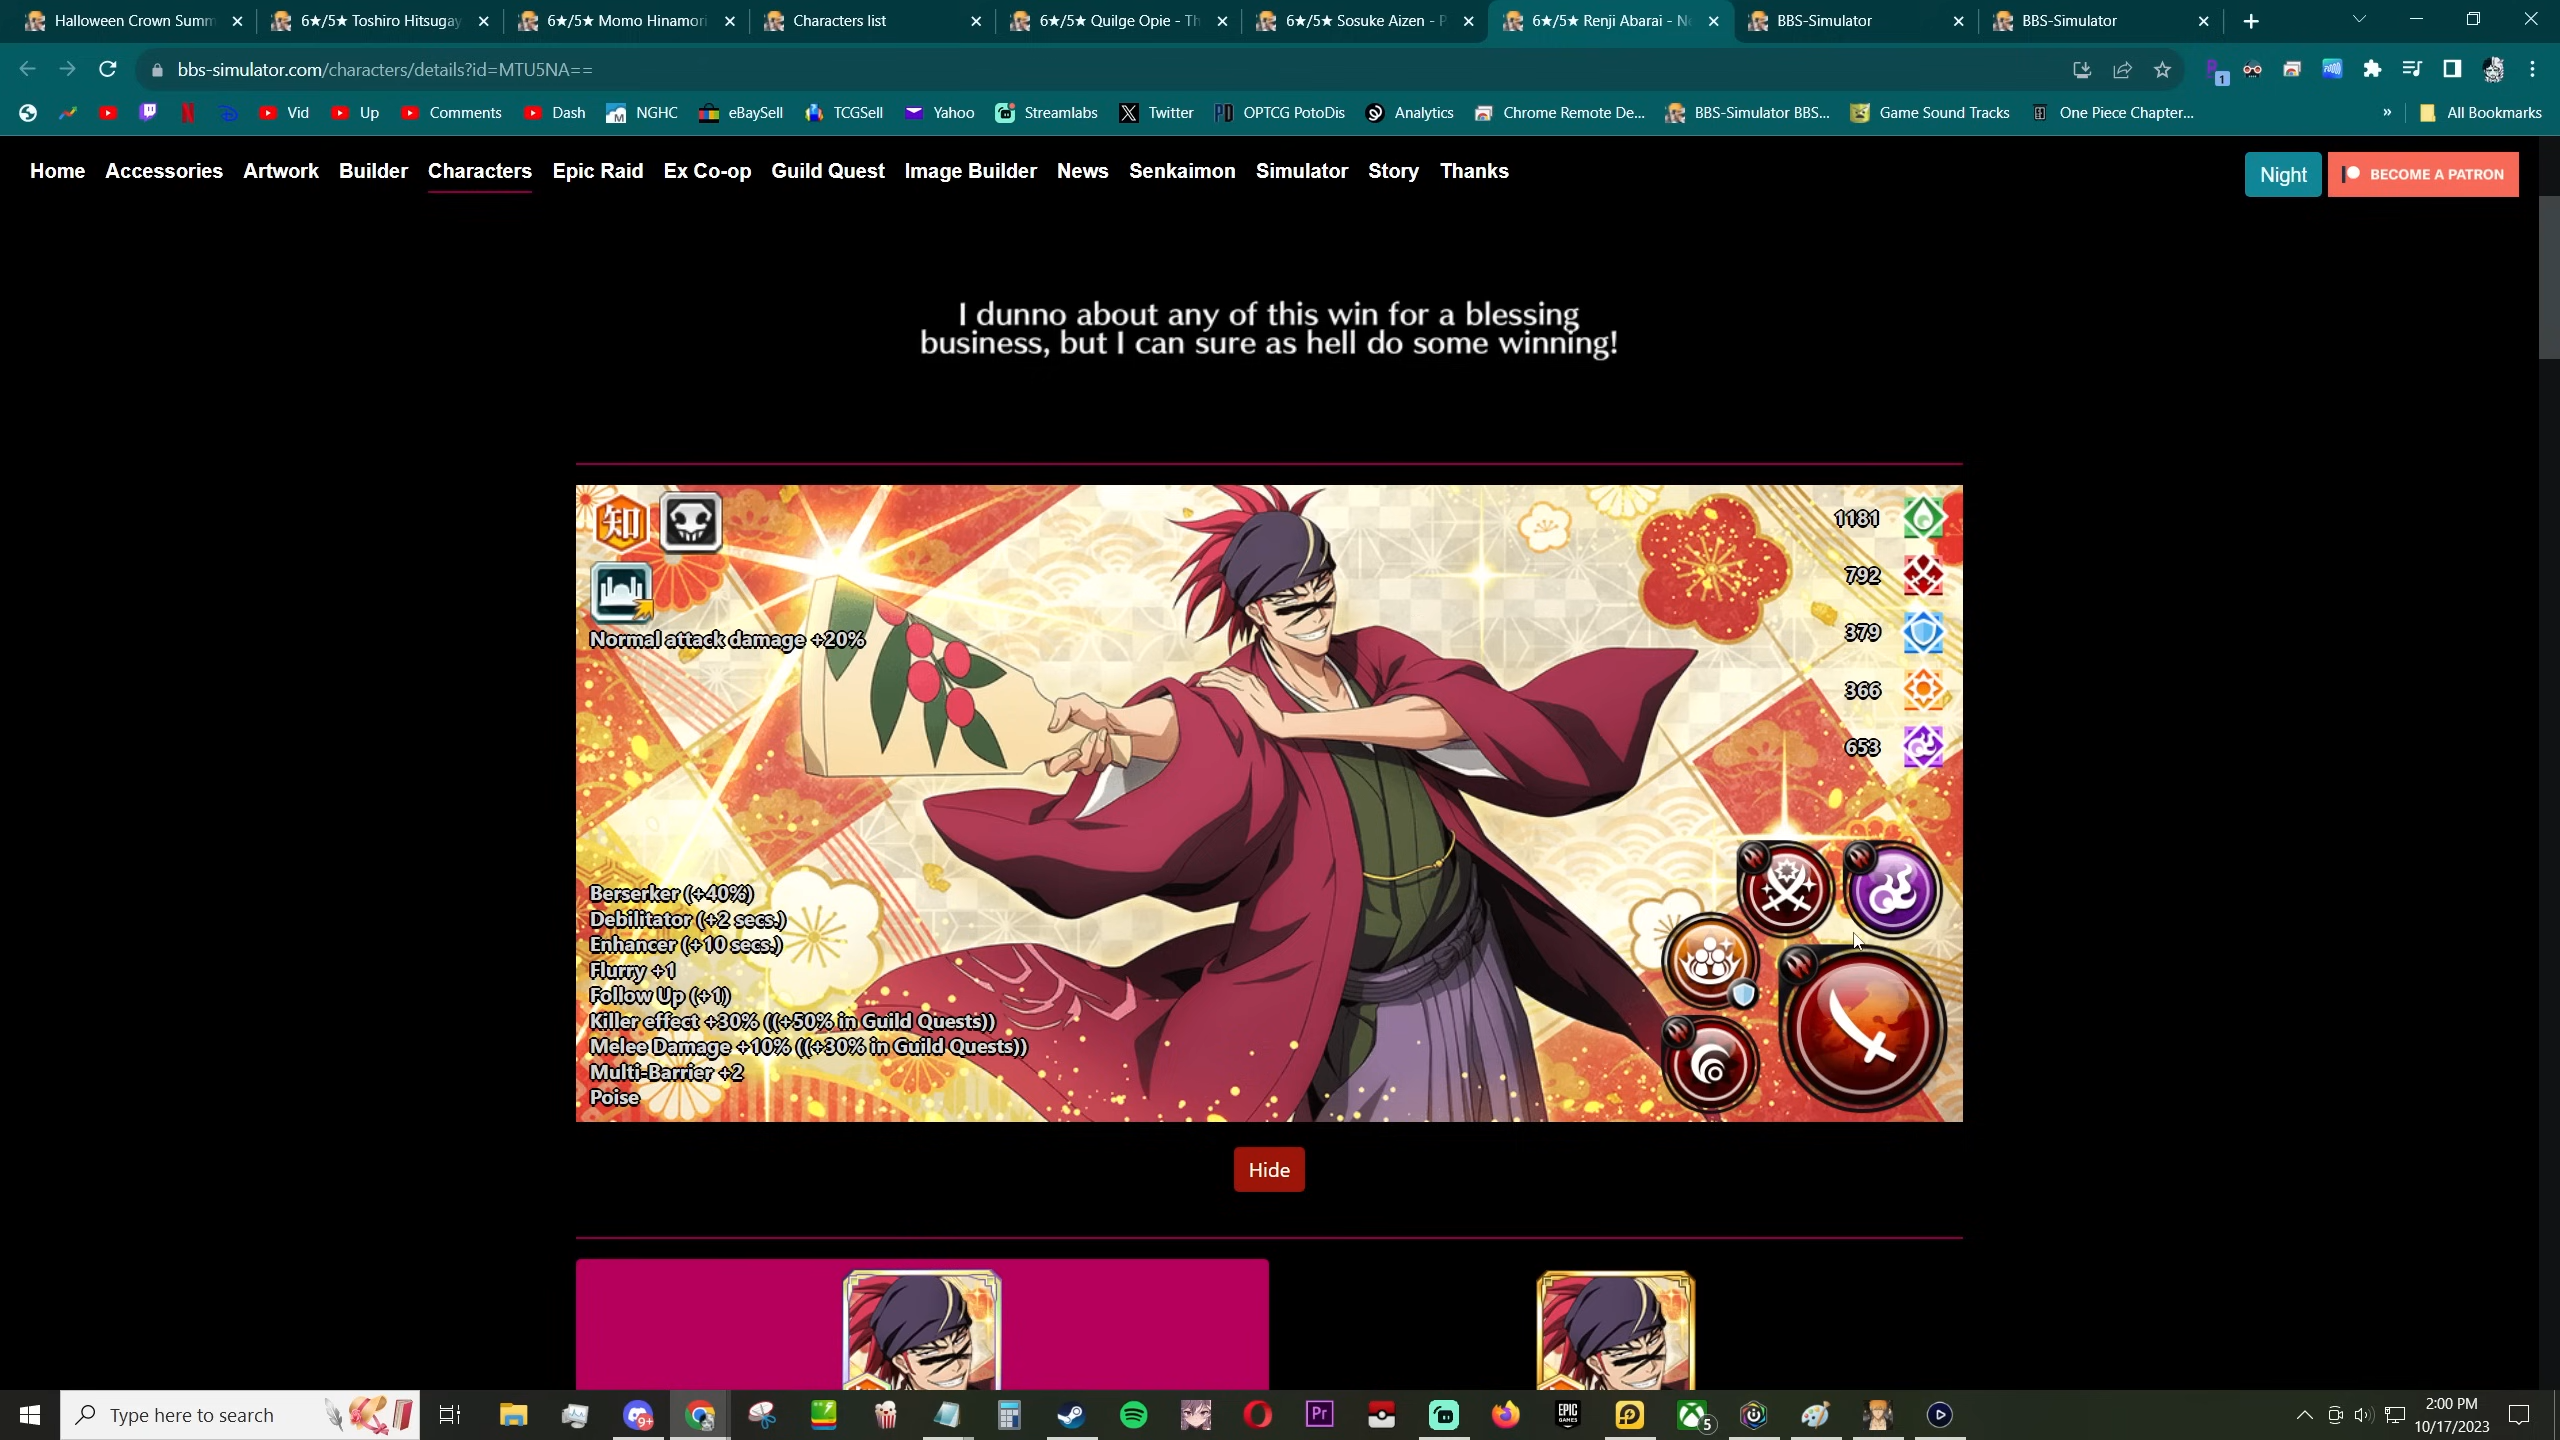 Halloween Crown Summ
6★/5★ Toshiro Hitsugay
6★/5★ Momo Hinamori
Characters list
6★/5★ Quilge Opie - Th
6★/5★ Sosuke Aizen - P
6★/5★ Renji Abarai - Ne
BBS-Simulator
BBS-Simulator
bbs-simulator.com/characters/details?id=MTU5NA==
1
Vid
Up
Comments
Dash
NGHC
eBaySell
TCGSell
Yahoo
Streamlabs
Twitter
OPTCG PotoDis
Analytics
Chrome Remote De...
BBS-Simulator BBS...
Game Sound Tracks
One Piece Chapter...
»
All Bookmarks
Home Accessories Artwork Builder Characters Epic Raid Ex Co-op Guild Quest Image Builder News Senkaimon Simulator Story Thanks
Night
BECOME A PATRON
I dunno about any of this win for a blessing
business, but I can sure as hell do some winning!
知
1181
792
379
366
653
Normal attack damage +20%
Berserker (+40%)
Debilitator (+2 secs.)
Enhancer (+10 secs.)
Flurry +1
Follow Up (+1)
Killer effect +30% ((+50% in Guild Quests))
Melee Damage +10% ((+30% in Guild Quests))
Multi-Barrier +2
Poise
Hide
Type here to search
9+
Pr
EPIC
GAMES
5
2:00 PM
10/17/2023